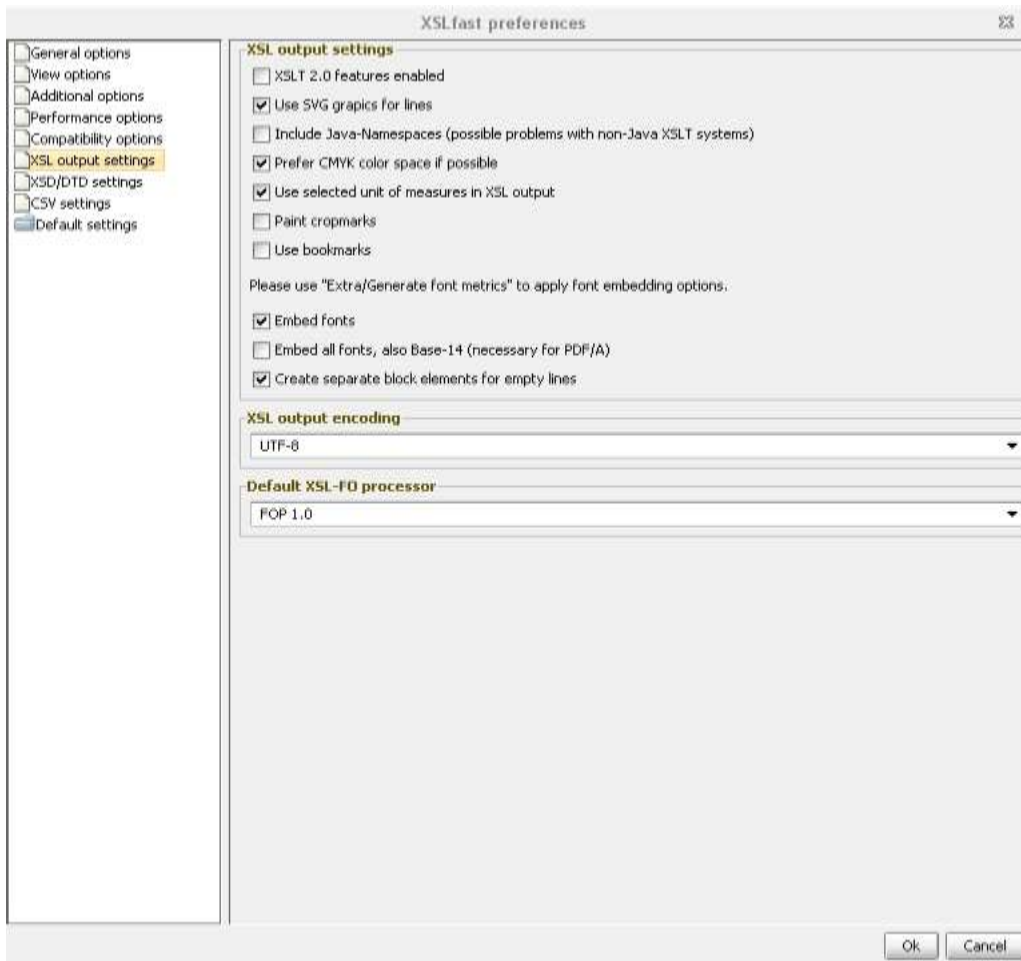 XSLfast preferences
General options
View options
Additional options
Performance options
Compatibility options
XSL output settings
XSD/DTD settings
CSV settings
Default settings
XSL output settings
XSLT 2.0 features enabled
Use SVG grapics for lines
Include Java-Namespaces (possible problems with non-Java XSLT systems)
Prefer CMYK color space if possible
Use selected unit of measures in XSL output
Paint cropmarks
Use bookmarks
Please use "Extra/Generate font metrics" to apply font embedding options.
Embed fonts
Embed all fonts, also Base-14 (necessary for PDF/A)
Create separate block elements for empty lines
XSL output encoding
UTF-8
Default XSL-FO processor
FOP 1.0
Ok
Cancel